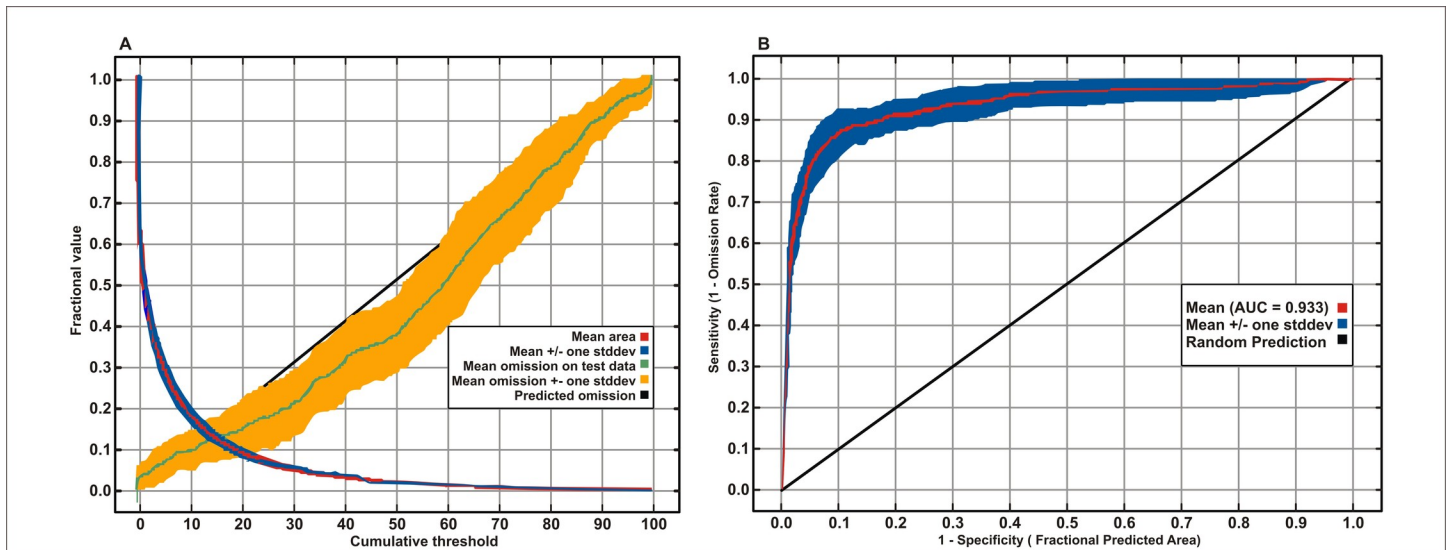 A
1.0
0.9
0.8
0.7
0.6
0.5
0.4
0.3
0.2
0.1
0.0
Fractional value
0 10 20 30 40 50 60 70 80 90 100
Cumulative threshold
Mean area
Mean +/- one stddev
Mean omission on test data
Mean omission +- one stddev
Predicted omission
B
1.0
0.9
0.8
0.7
0.6
0.5
0.4
0.3
0.2
0.1
0.0
Sensitivity (1 - Omission Rate)
0.0 0.1 0.2 0.3 0.4 0.5 0.6 0.7 0.8 0.9 1.0
1 - Specificity ( Fractional Predicted Area)
Mean (AUC = 0.933)
Mean +/- one stddev
Random Prediction